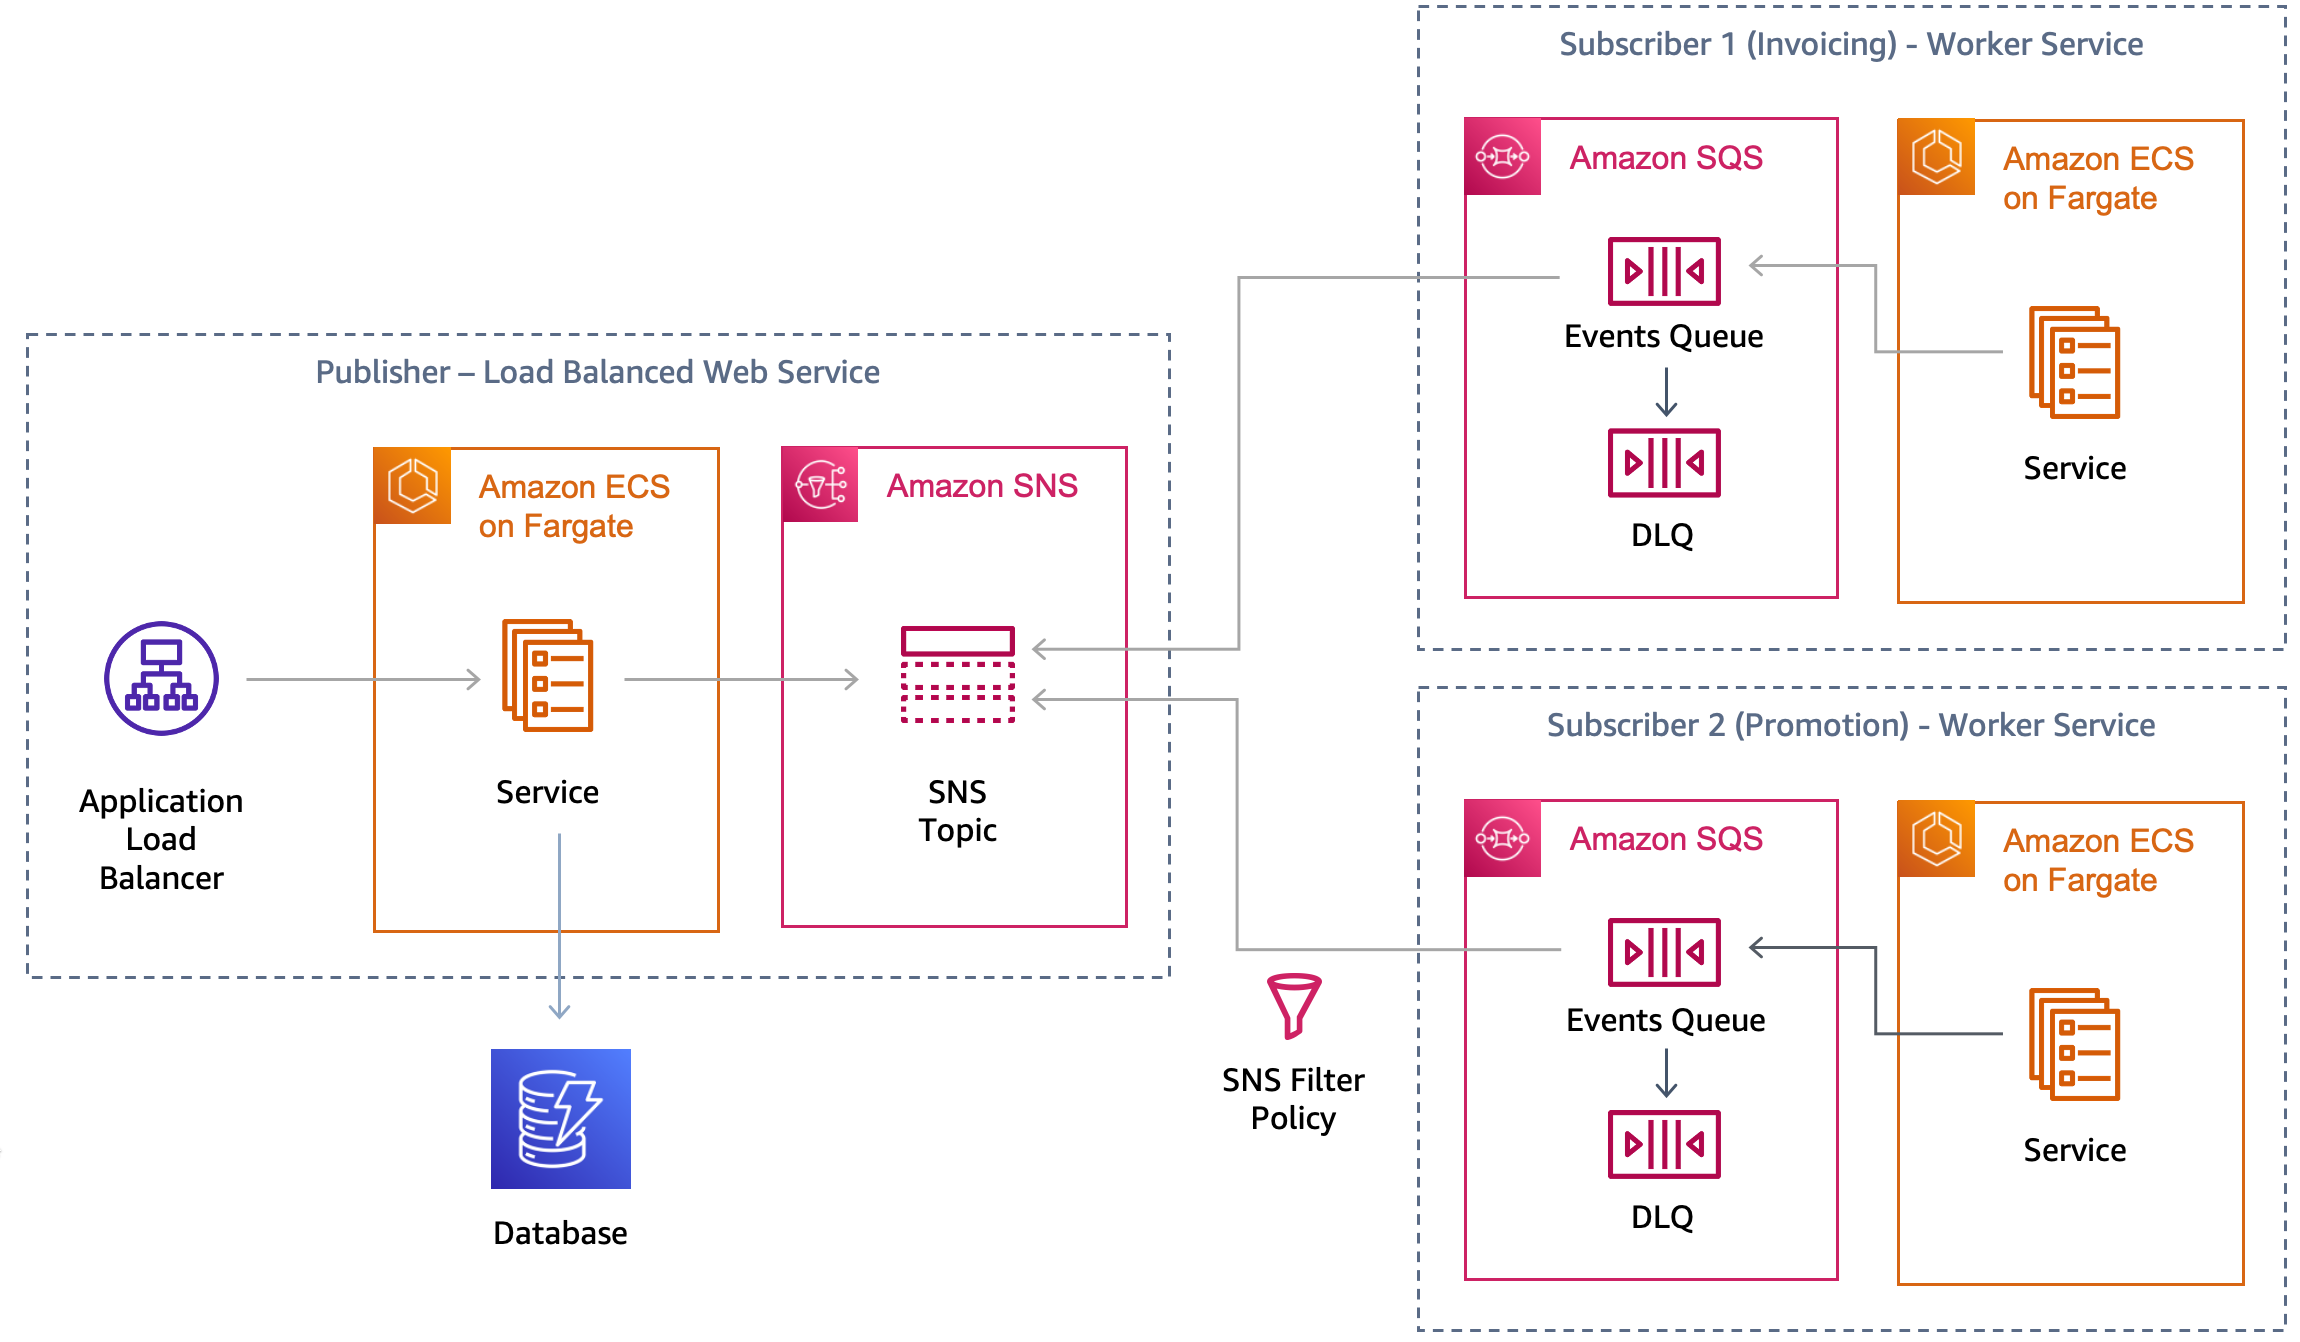 Subscriber 1 (Invoicing) - Worker Service
Amazon SQS
Amazon ECS
on Fargate
Events Queue
DLQ
Service
Publisher – Load Balanced Web Service
Amazon ECS
on Fargate
Amazon SNS
Application
Load
Balancer
Service
SNS
Topic
Database
SNS Filter
Policy
Subscriber 2 (Promotion) - Worker Service
Amazon SQS
Amazon ECS
on Fargate
Events Queue
DLQ
Service